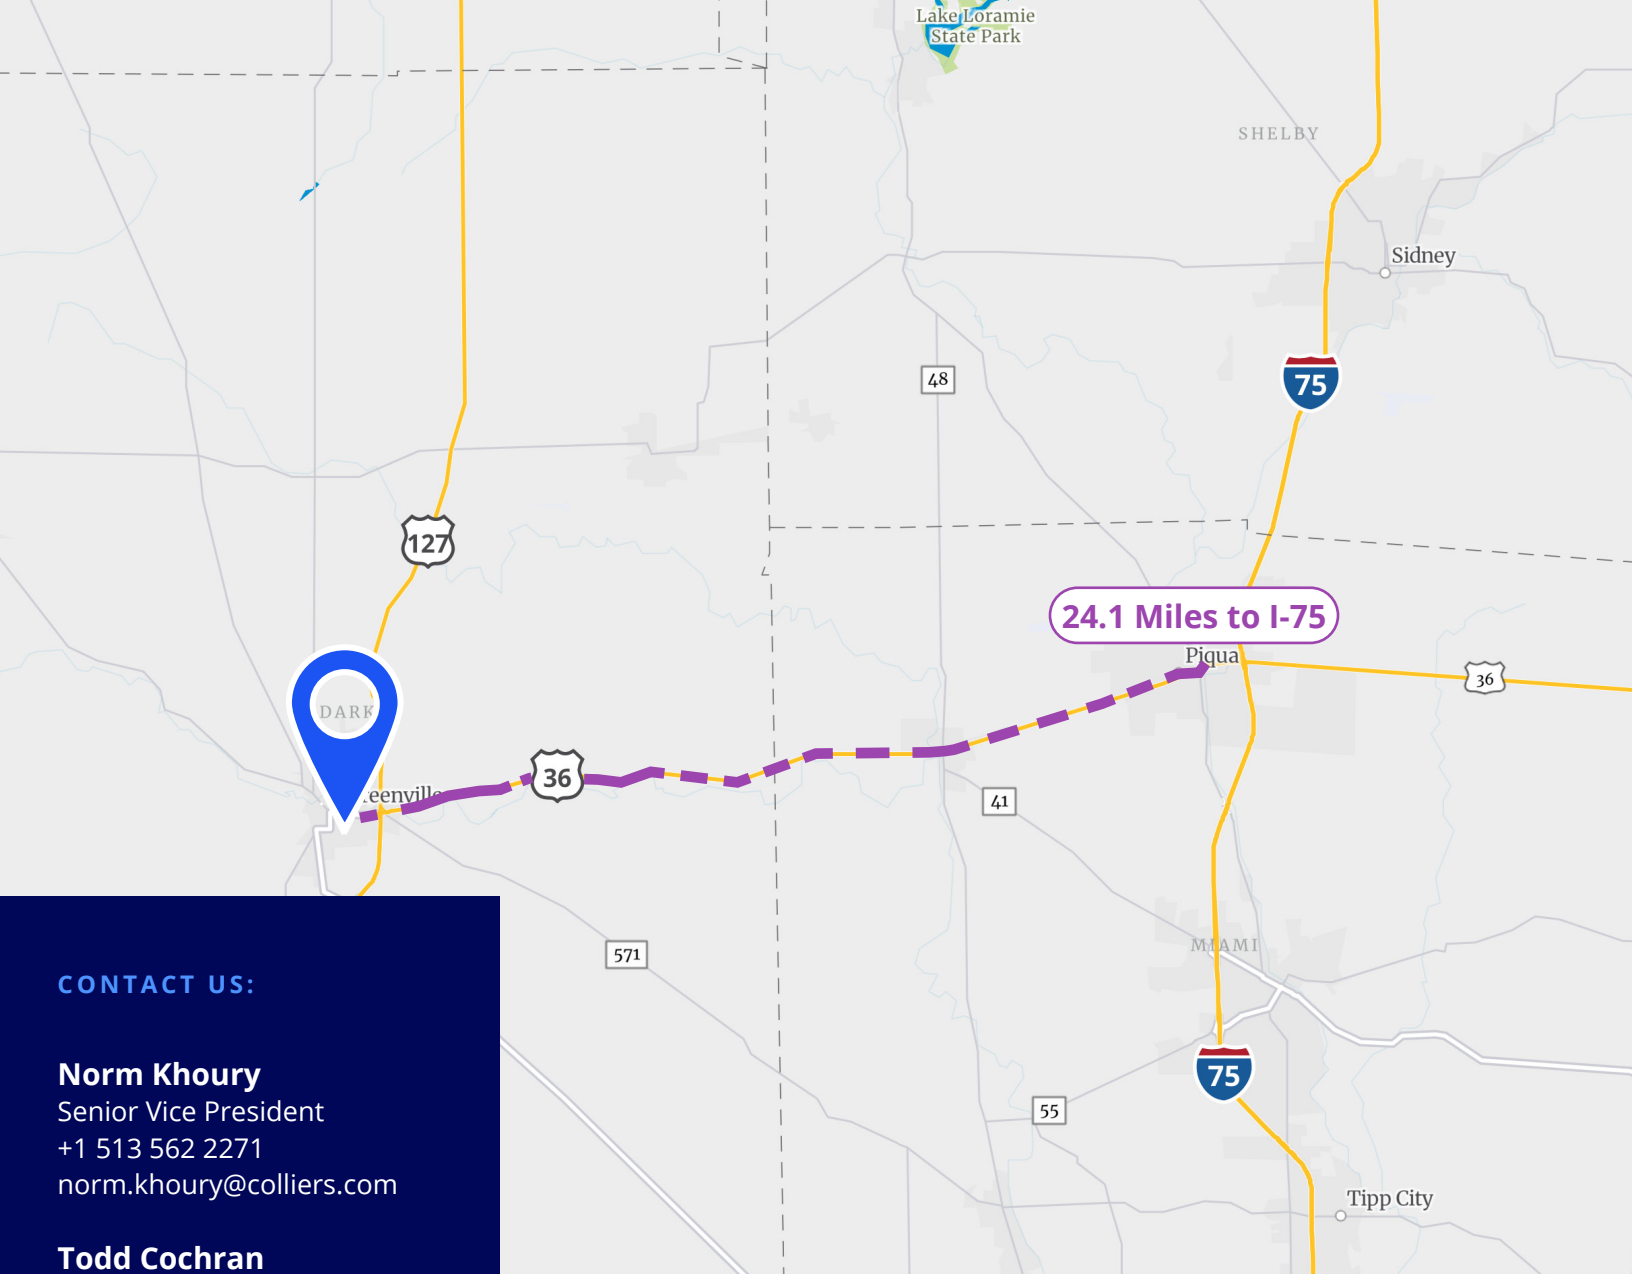 Lake Loramie
State Park
SHELBY
Sidney
48
75
127
24.1 Miles to I-75
Piqua
36
DARK
36
reenville
41
MIAMI
571
75
55
Tipp City
CONTACT US:
Norm Khoury
Senior Vice President
+1 513 562 2271
norm.khoury@colliers.com
Todd Cochran